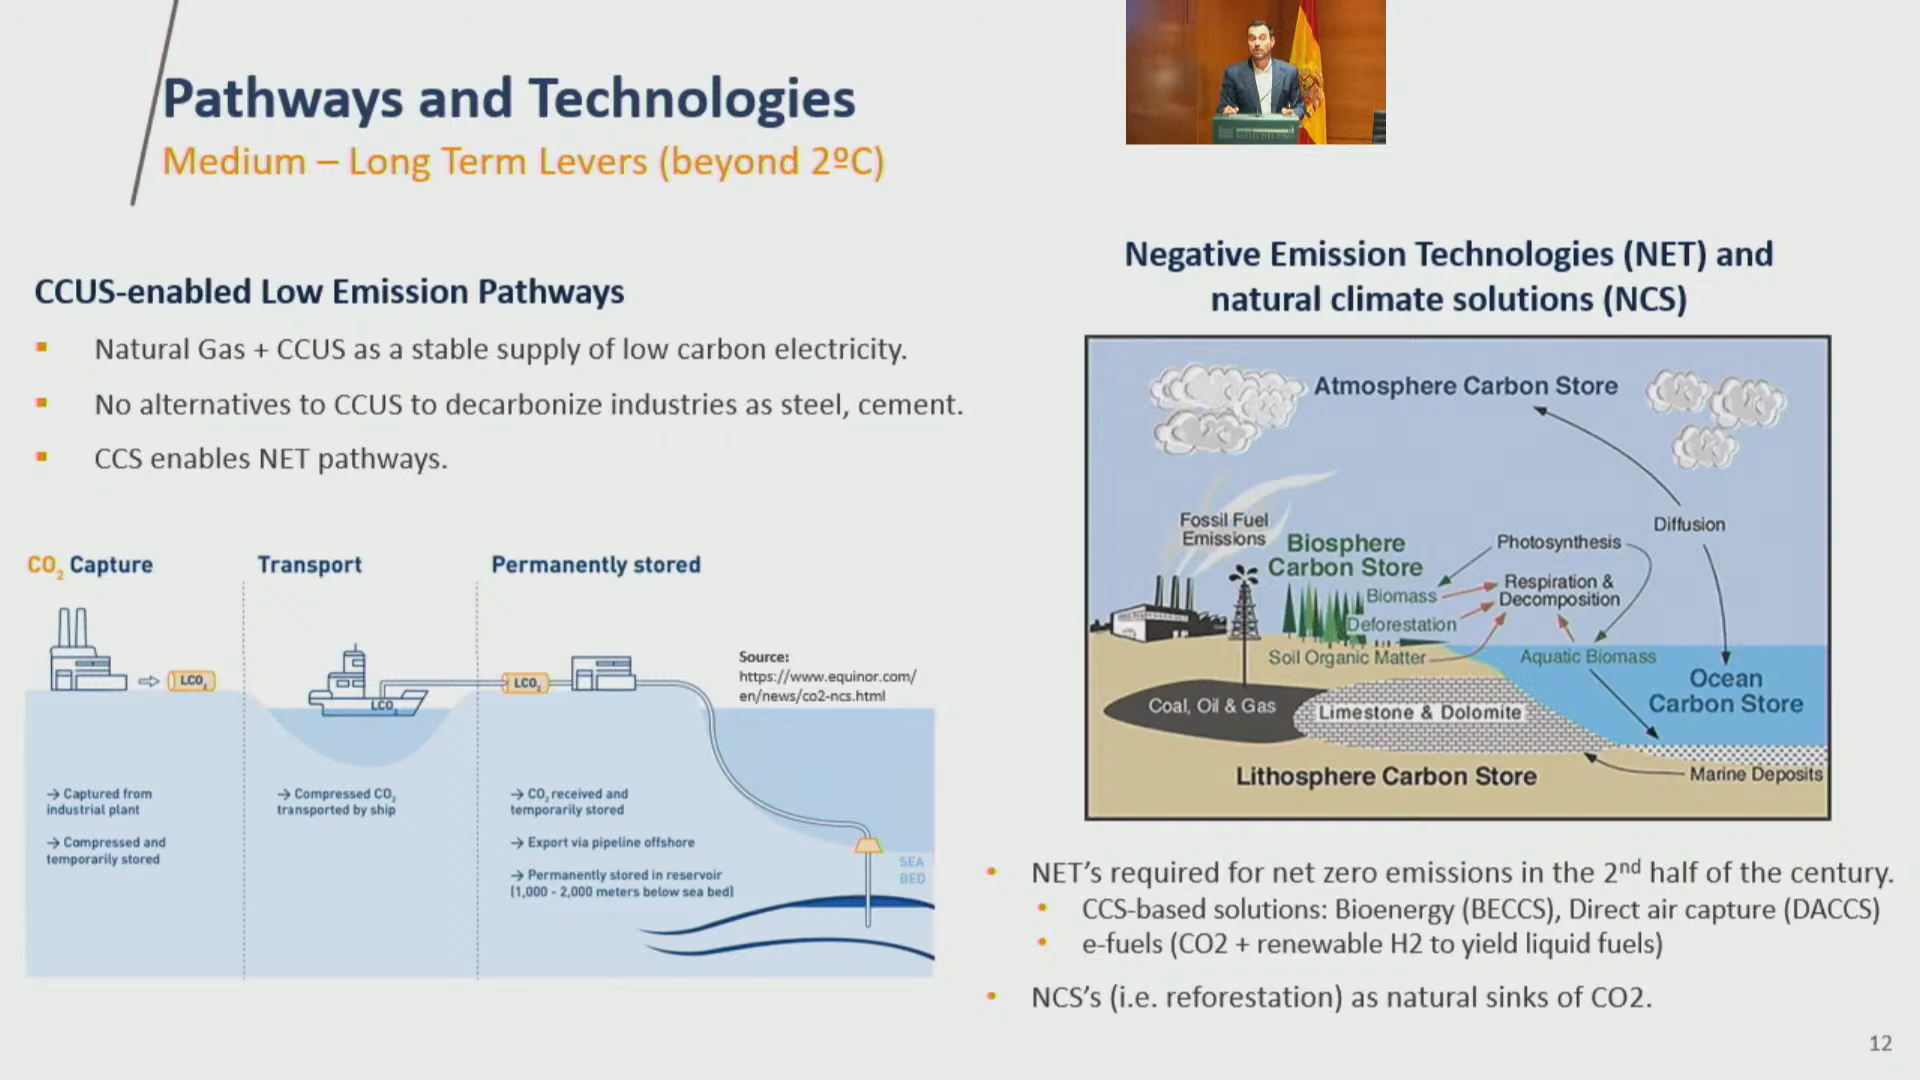 Pathways and Technologies
Medium – Long Term Levers (beyond 2ºC)
CCUS-enabled Low Emission Pathways
Natural Gas + CCUS as a stable supply of low carbon electricity.
No alternatives to CCUS to decarbonize industries as steel, cement.
CCS enables NET pathways.
CO2 Capture
Transport
Permanently stored
LCO2
LCO2
LCO2
Source:
https://www.equinor.com/
en/news/co2-ncs.html
→ Captured from
industrial plant
→ Compressed and
temporarily stored
→ Compressed CO2
transported by ship
→ CO2 received and
temporarily stored
→ Export via pipeline offshore
→ Permanently stored in reservoir
(1,000 - 2,000 meters below sea bed)
SEA
BED
Negative Emission Technologies (NET) and
natural climate solutions (NCS)
Atmosphere Carbon Store
Fossil Fuel
Emissions
Biosphere
Carbon Store
Photosynthesis
Diffusion
Biomass
Respiration &
Decomposition
Deforestation
Soil Organic Matter
Aquatic Biomass
Ocean
Carbon Store
Coal, Oil & Gas
Limestone & Dolomite
Lithosphere Carbon Store
Marine Deposits
• NET's required for net zero emissions in the 2nd half of the century.
• CCS-based solutions: Bioenergy (BECCS), Direct air capture (DACCS)
• e-fuels (CO2 + renewable H2 to yield liquid fuels)
• NCS's (i.e. reforestation) as natural sinks of CO2.
12